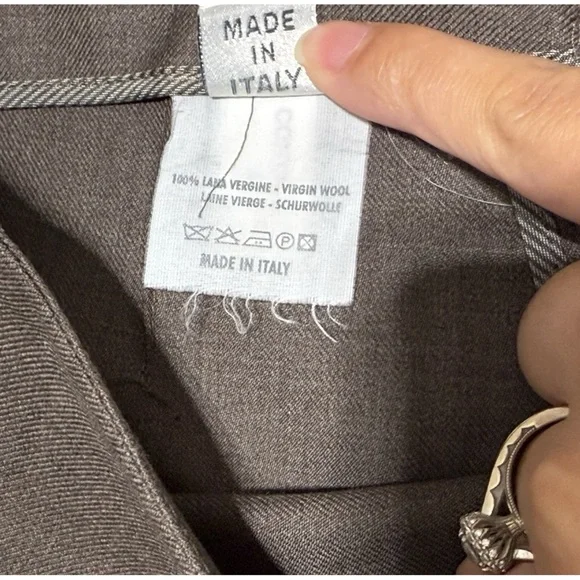 MADE
IN
ITALY
100% LANA VERGINE - VIRGIN WOOL
LAINE VIERGE - SCHURWOLLE
P
MADE IN ITALY